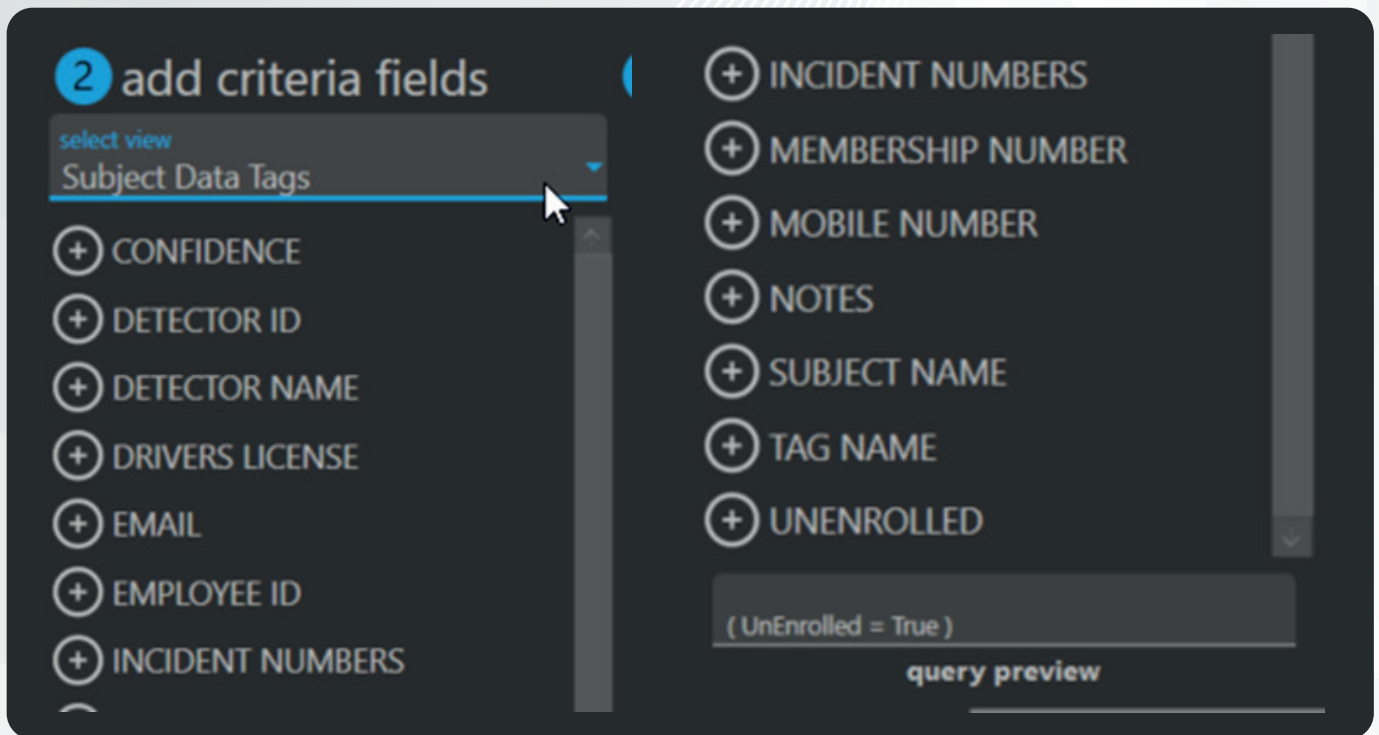 2 add criteria fields
select view
Subject Data Tags
CONFIDENCE
DETECTOR ID
DETECTOR NAME
DRIVERS LICENSE
EMAIL
EMPLOYEE ID
INCIDENT NUMBERS
INCIDENT NUMBERS
MEMBERSHIP NUMBER
MOBILE NUMBER
NOTES
SUBJECT NAME
TAG NAME
UNENROLLED
( UnEnrolled = True )
query preview